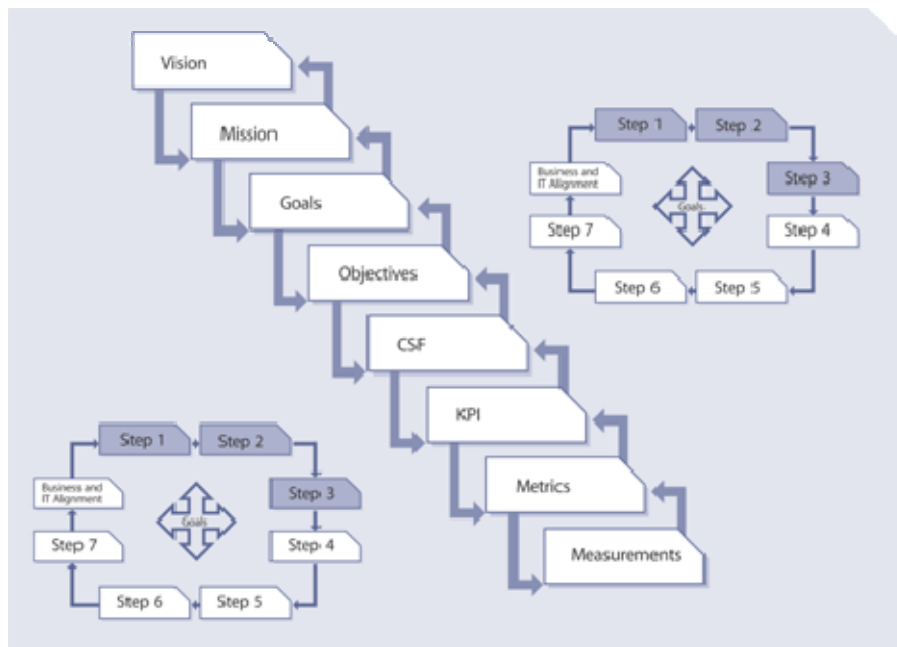 Vision
Mission
Goals
Objectives
CSF
KPI
Metrics
Measurements
Step 1
Step 2
Step 3
Step 4
Step 5
Step 6
Step 7
Business and
IT Alignment
Goals
Step 1
Step 2
Step 3
Step 4
Step 5
Step 6
Step 7
Business and
IT Alignment
Goals